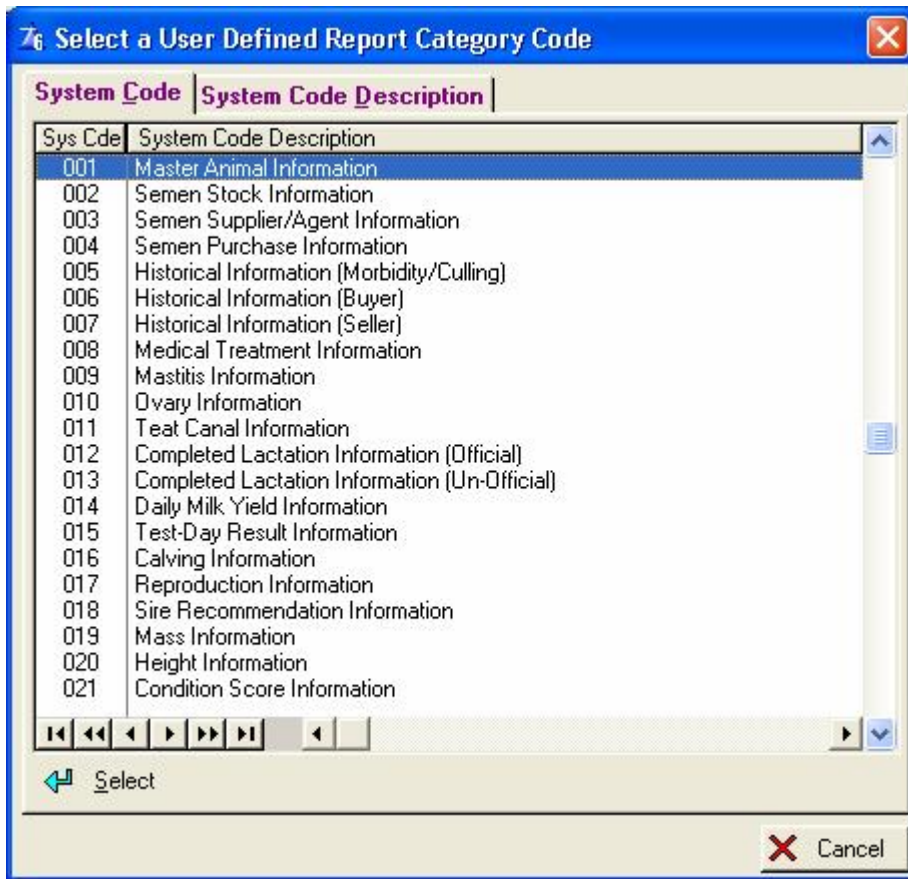 76 Select a User Defined Report Category Code
System Code System Code Description
Sys Cde System Code Description
001 Master Animal Information
002 Semen Stock Information
003 Semen Supplier/Agent Information
004 Semen Purchase Information
005 Historical Information (Morbidity/Culling)
006 Historical Information (Buyer)
007 Historical Information (Seller)
008 Medical Treatment Information
009 Mastitis Information
010 Ovary Information
011 Teat Canal Information
012 Completed Lactation Information (Official)
013 Completed Lactation Information (Un-Official)
014 Daily Milk Yield Information
015 Test-Day Result Information
016 Calving Information
017 Reproduction Information
018 Sire Recommendation Information
019 Mass Information
020 Height Information
021 Condition Score Information
Select
Cancel